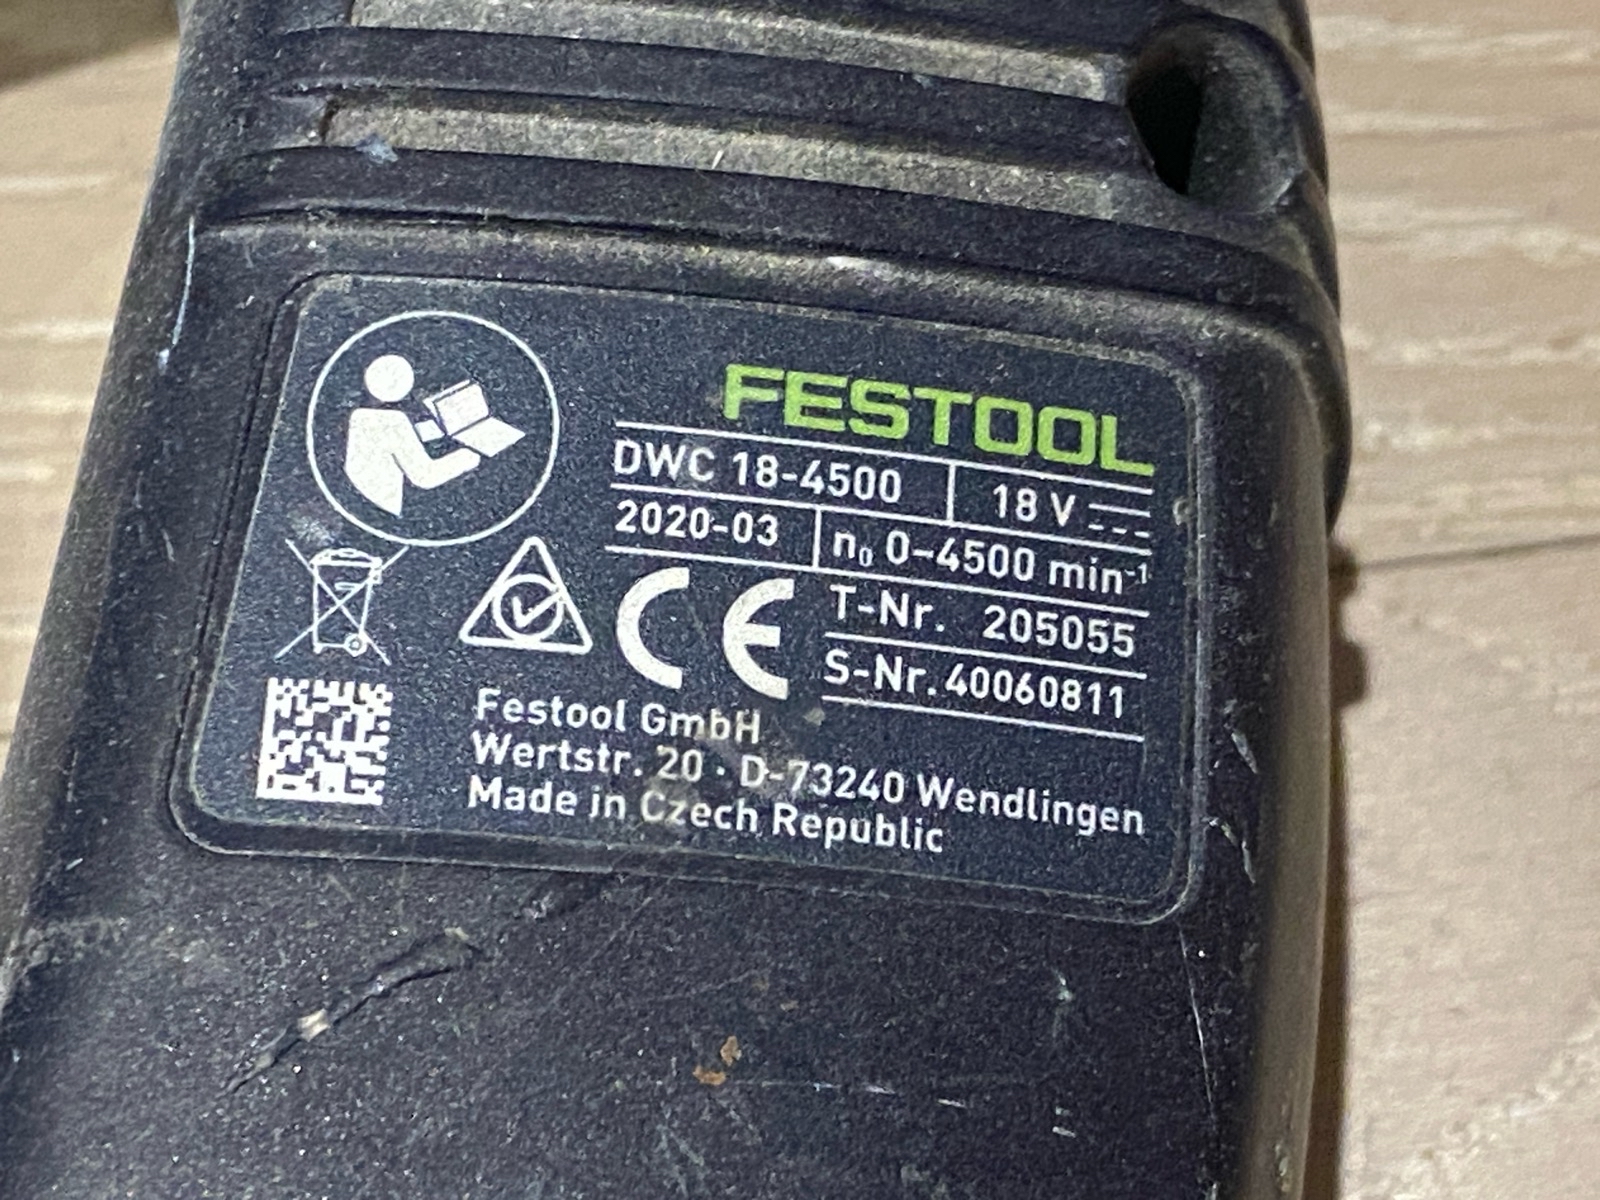 FESTOOL
DWC 18-4500 18 V
2020-03 n₀ 0-4500 min⁻¹
T-Nr. 205055
CE S-Nr. 40060811
Festool GmbH
Wertstr. 20 · D-73240 Wendlingen
Made in Czech Republic